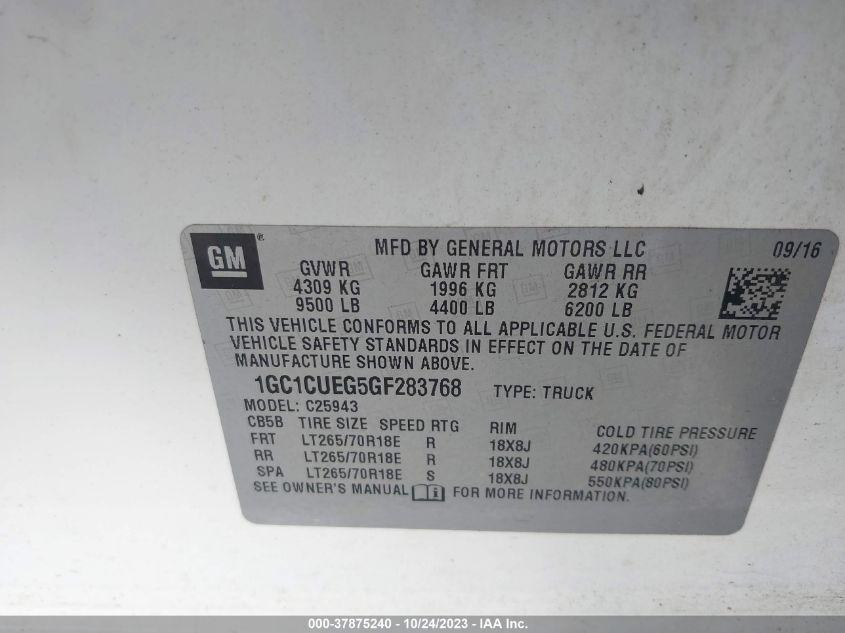 GM® MFD BY GENERAL MOTORS LLC 09/16
GVWR GAWR FRT GAWR RR
4309 KG 1996 KG 2812 KG
9500 LB 4400 LB 6200 LB
THIS VEHICLE CONFORMS TO ALL APPLICABLE U.S. FEDERAL MOTOR
VEHICLE SAFETY STANDARDS IN EFFECT ON THE DATE OF
MANUFACTURE SHOWN ABOVE.
1GC1CUEG5GF283768 TYPE: TRUCK
MODEL: C25943
CB5B TIRE SIZE SPEED RTG RIM COLD TIRE PRESSURE
FRT LT265/70R18E R 18X8J 420KPA(60PSI)
RR LT265/70R18E R 18X8J 480KPA(70PSI)
SPA LT265/70R18E S 18X8J 550KPA(80PSI)
SEE OWNER'S MANUAL FOR MORE INFORMATION.
000-37875240 - 10/24/2023 - IAA Inc.